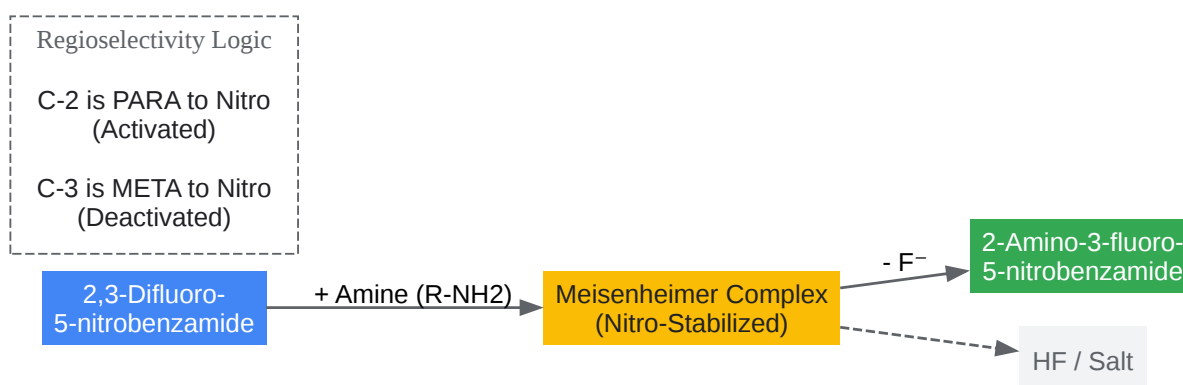 Regioselectivity Logic
C-2 is PARA to Nitro
(Activated)
C-3 is META to Nitro
(Deactivated)
2,3-Difluoro-
5-nitrobenzamide
+ Amine (R-NH2)
Meisenheimer Complex
(Nitro-Stabilized)
- F⁻
2-Amino-3-fluoro-
5-nitrobenzamide
HF / Salt